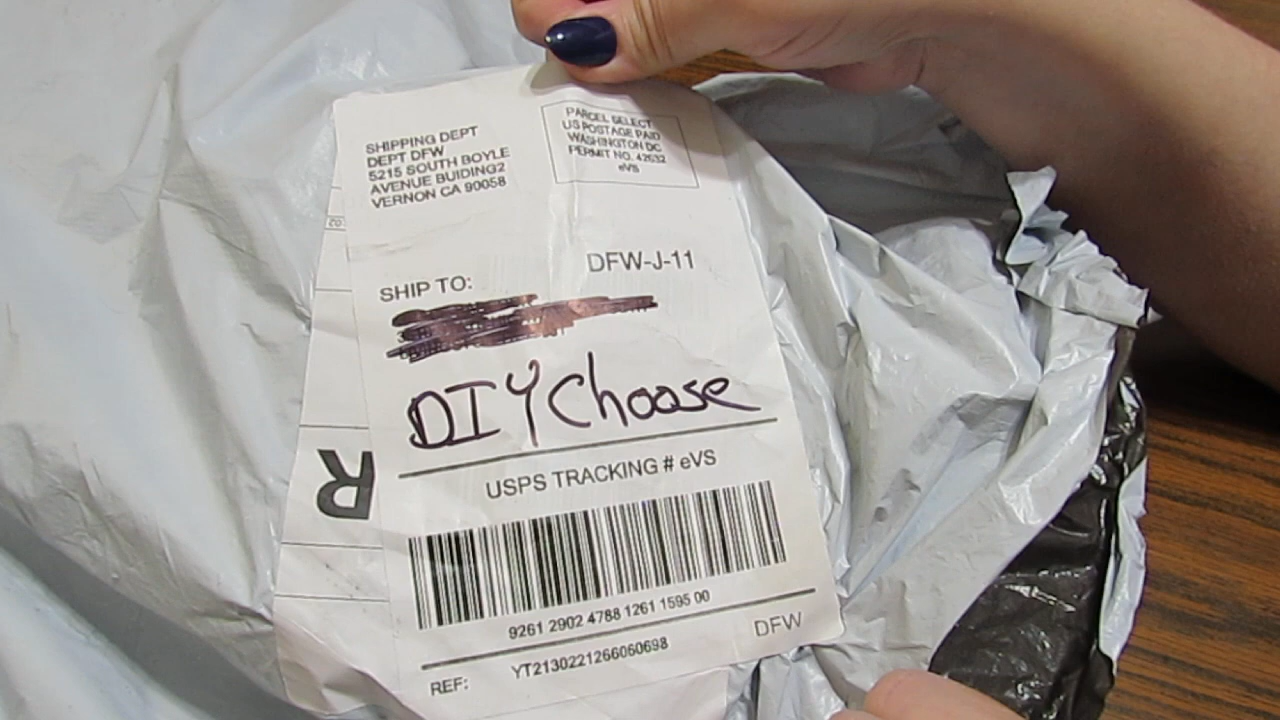 SHIPPING DEPT
DEPT DFW
5215 SOUTH BOYLE
AVENUE BUIDING2
VERNON CA 90058
PARCEL SELECT
US POSTAGE PAID
WASHINGTON DC
PERMIT NO. 42632
eVS
DFW-J-11
SHIP TO:
DIY Choose
R
USPS TRACKING # eVS
9261 2902 4788 1261 1595 00
DFW
REF: YT2130221266060698